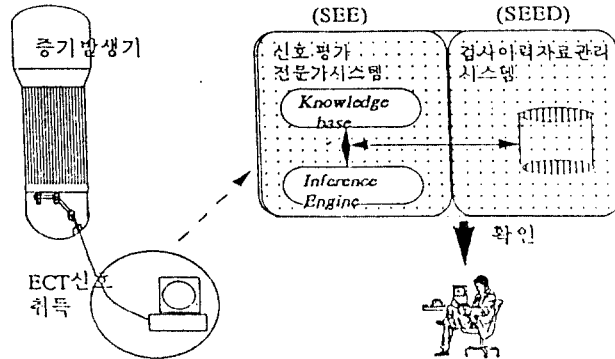 (SEE)
(SEED)
증기발생기
신호평가
전문가시스템
검사이력자료관리
시스템
Knowledge
base
Inference
Engine
확인
ECT신호
취득